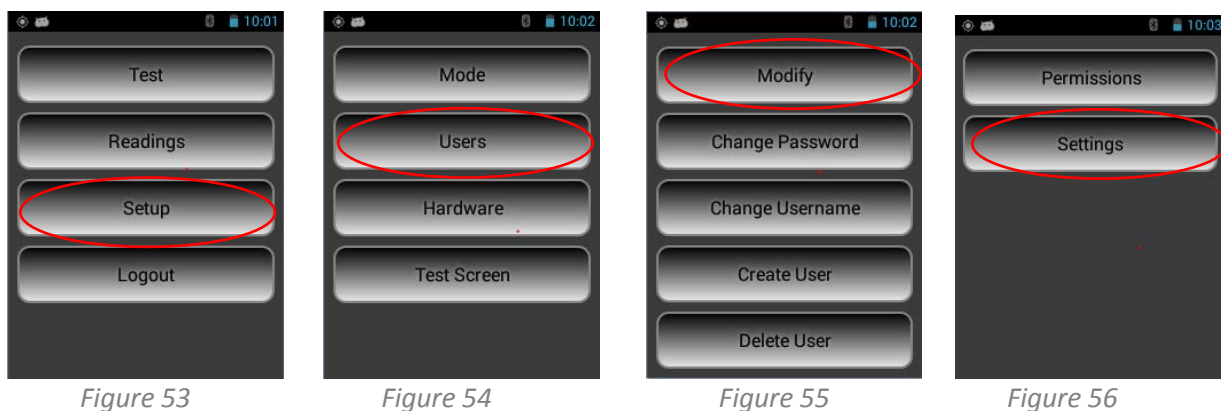 10:01
Test
Readings
Setup
Logout
Figure 53
10:02
Mode
Users
Hardware
Test Screen
Figure 54
10:02
Modify
Change Password
Change Username
Create User
Delete User
Figure 55
10:03
Permissions
Settings
Figure 56